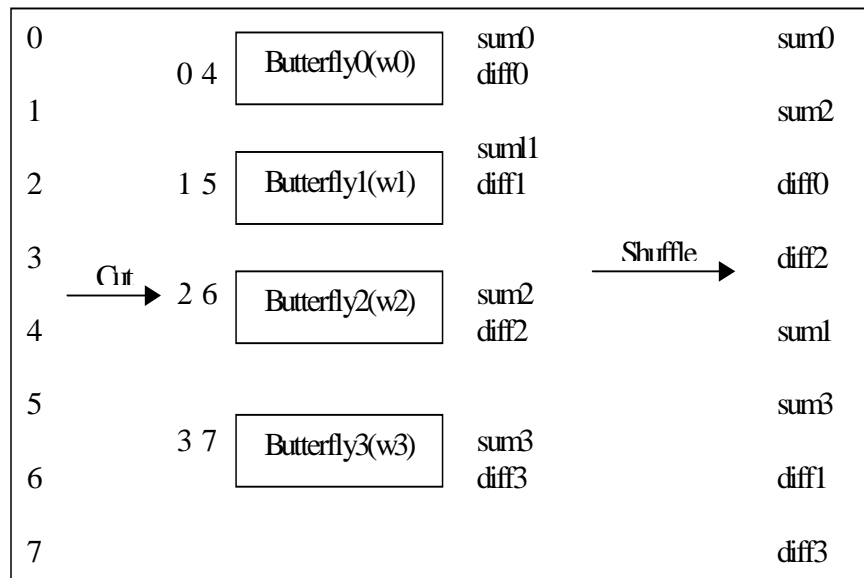 0
0 4
Butterfly0(w0)
sum0
diff0
sum0
1
sum2
2
1 5
Butterfly1(w1)
suml1
diff1
diff0
3
Cut
2 6
Butterfly2(w2)
sum2
diff2
Shuffle
diff2
4
sum1
5
3 7
Butterfly3(w3)
sum3
diff3
sum3
6
diff1
7
diff3